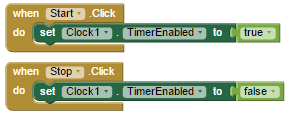 when Start .Click
do set Clock1 . TimerEnabled to true
when Stop .Click
do set Clock1 . TimerEnabled to false